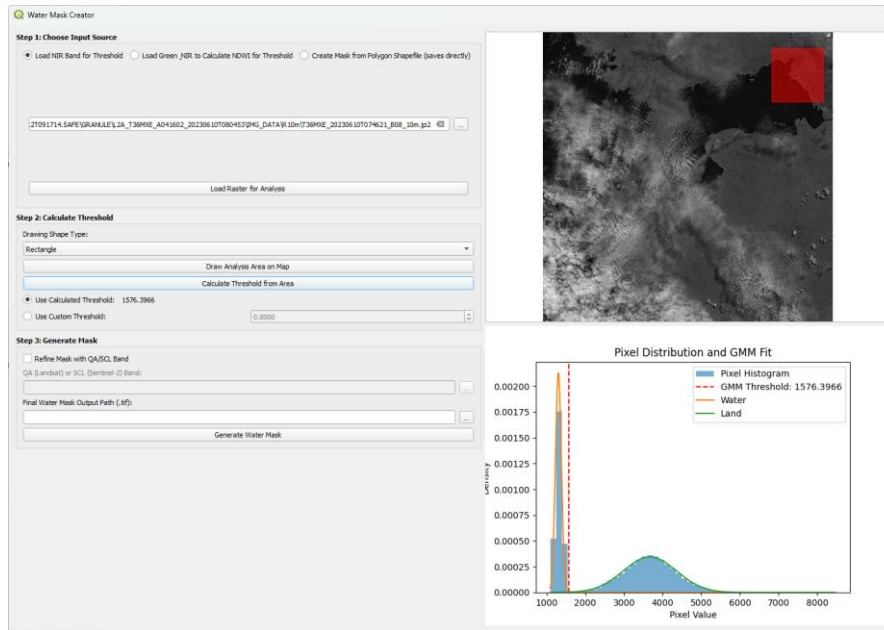 Water Mask Creator
Step 1: Choose Input Source
Load NIR Band for Threshold
Load Green_NIR to Calculate NDWI for Threshold
Create Mask from Polygon Shapefile (saves directly)
2T091714.SAFE\GRANULE\L2A_T36MXE_A041602_20230610T080453\IMG_DATA\R10m\T36MXE_20230610T074621_B08_10m.jp2
...
Load Raster for Analysis
Step 2: Calculate Threshold
Drawing Shape Type:
Rectangle
Draw Analysis Area on Map
Calculate Threshold from Area
Use Calculated Threshold: 1576.3966
Use Custom Threshold:
0.0000
Step 3: Generate Mask
Refine Mask with QA/SCL Band
QA (Landsat) or SCL (Sentinel-2) Band:
...
Final Water Mask Output Path (.tif):
...
Generate Water Mask
Pixel Distribution and GMM Fit
Pixel Histogram
GMM Threshold: 1576.3966
Water
Land
Density
0.00200
0.00175
0.00150
0.00125
0.00100
0.00075
0.00050
0.00025
0.00000
1000 2000 3000 4000 5000 6000 7000 8000
Pixel Value